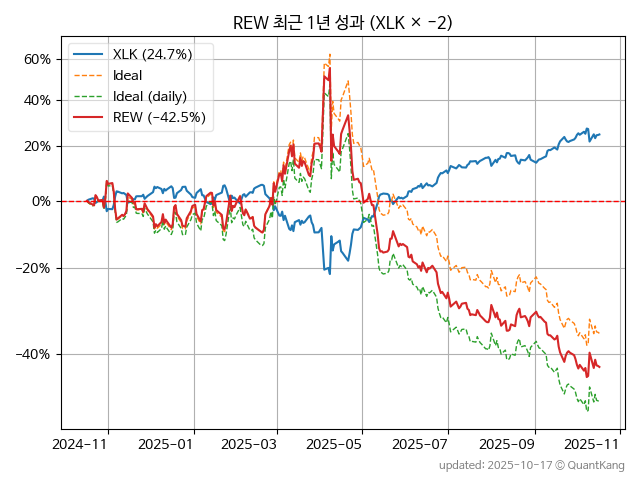 REW 최근 1년 성과 (XLK × −2)
XLK (24.7%)
Ideal
Ideal (daily)
REW (−42.5%)
60%
40%
20%
0%
−20%
−40%
2024-11 2025-01 2025-03 2025-05 2025-07 2025-09 2025-11
updated: 2025-10-17 © QuantKang